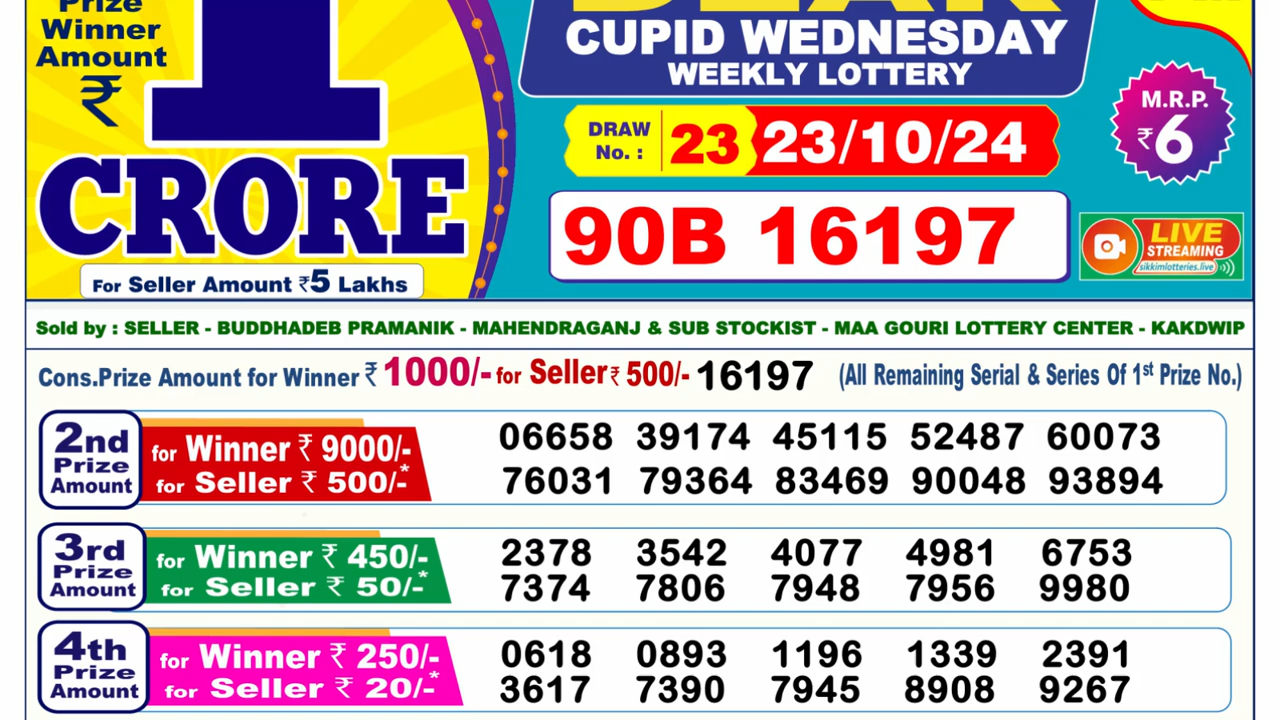 Prize
Winner
Amount
₹
1
CRORE
For Seller Amount ₹5 Lakhs
DEAR
CUPID WEDNESDAY
WEEKLY LOTTERY
DRAW
No. :
23
23/10/24
M.R.P.
₹6
90B 16197
LIVE
STREAMING
sikkimlotteries.live
Sold by : SELLER - BUDDHADEB PRAMANIK - MAHENDRAGANJ & SUB STOCKIST - MAA GOURI LOTTERY CENTER - KAKDWIP
Cons.Prize Amount for Winner ₹ 1000/- for Seller ₹ 500/- 16197 (All Remaining Serial & Series Of 1st Prize No.)
2nd
Prize
Amount
for Winner ₹ 9000/-
for Seller ₹ 500/-*
06658 39174 45115 52487 60073
76031 79364 83469 90048 93894
3rd
Prize
Amount
for Winner ₹ 450/-
for Seller ₹ 50/-*
2378 3542 4077 4981 6753
7374 7806 7948 7956 9980
4th
Prize
Amount
for Winner ₹ 250/-
for Seller ₹ 20/-*
0618 0893 1196 1339 2391
3617 7390 7945 8908 9267